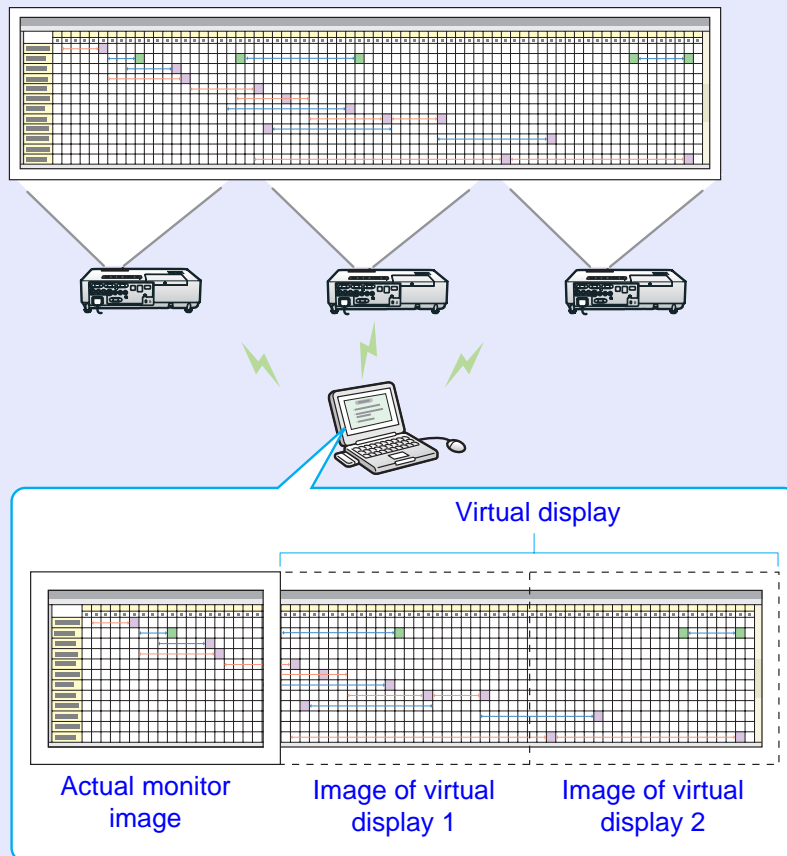 Virtual display
Actual monitor
image
Image of virtual
display 1
Image of virtual
display 2